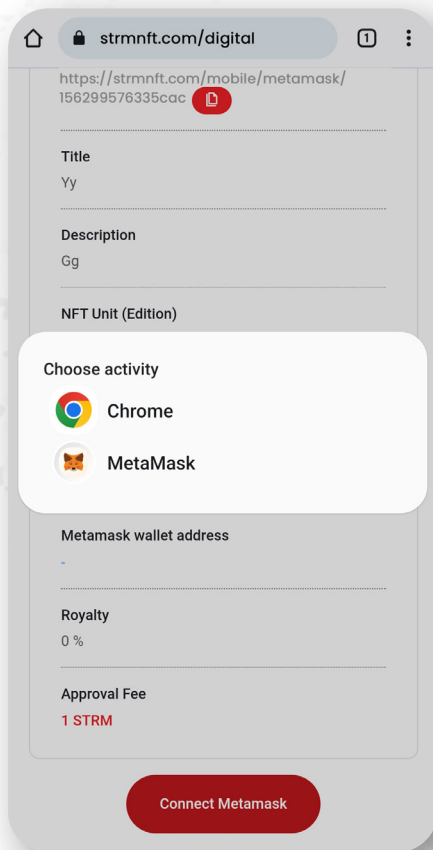 strmnft.com/digital
1
https://strmnft.com/mobile/metamask/
156299576335cac
Title
Yy
Description
Gg
NFT Unit (Edition)
Choose activity
Chrome
MetaMask
Metamask wallet address
-
Royalty
0 %
Approval Fee
1 STRM
Connect Metamask